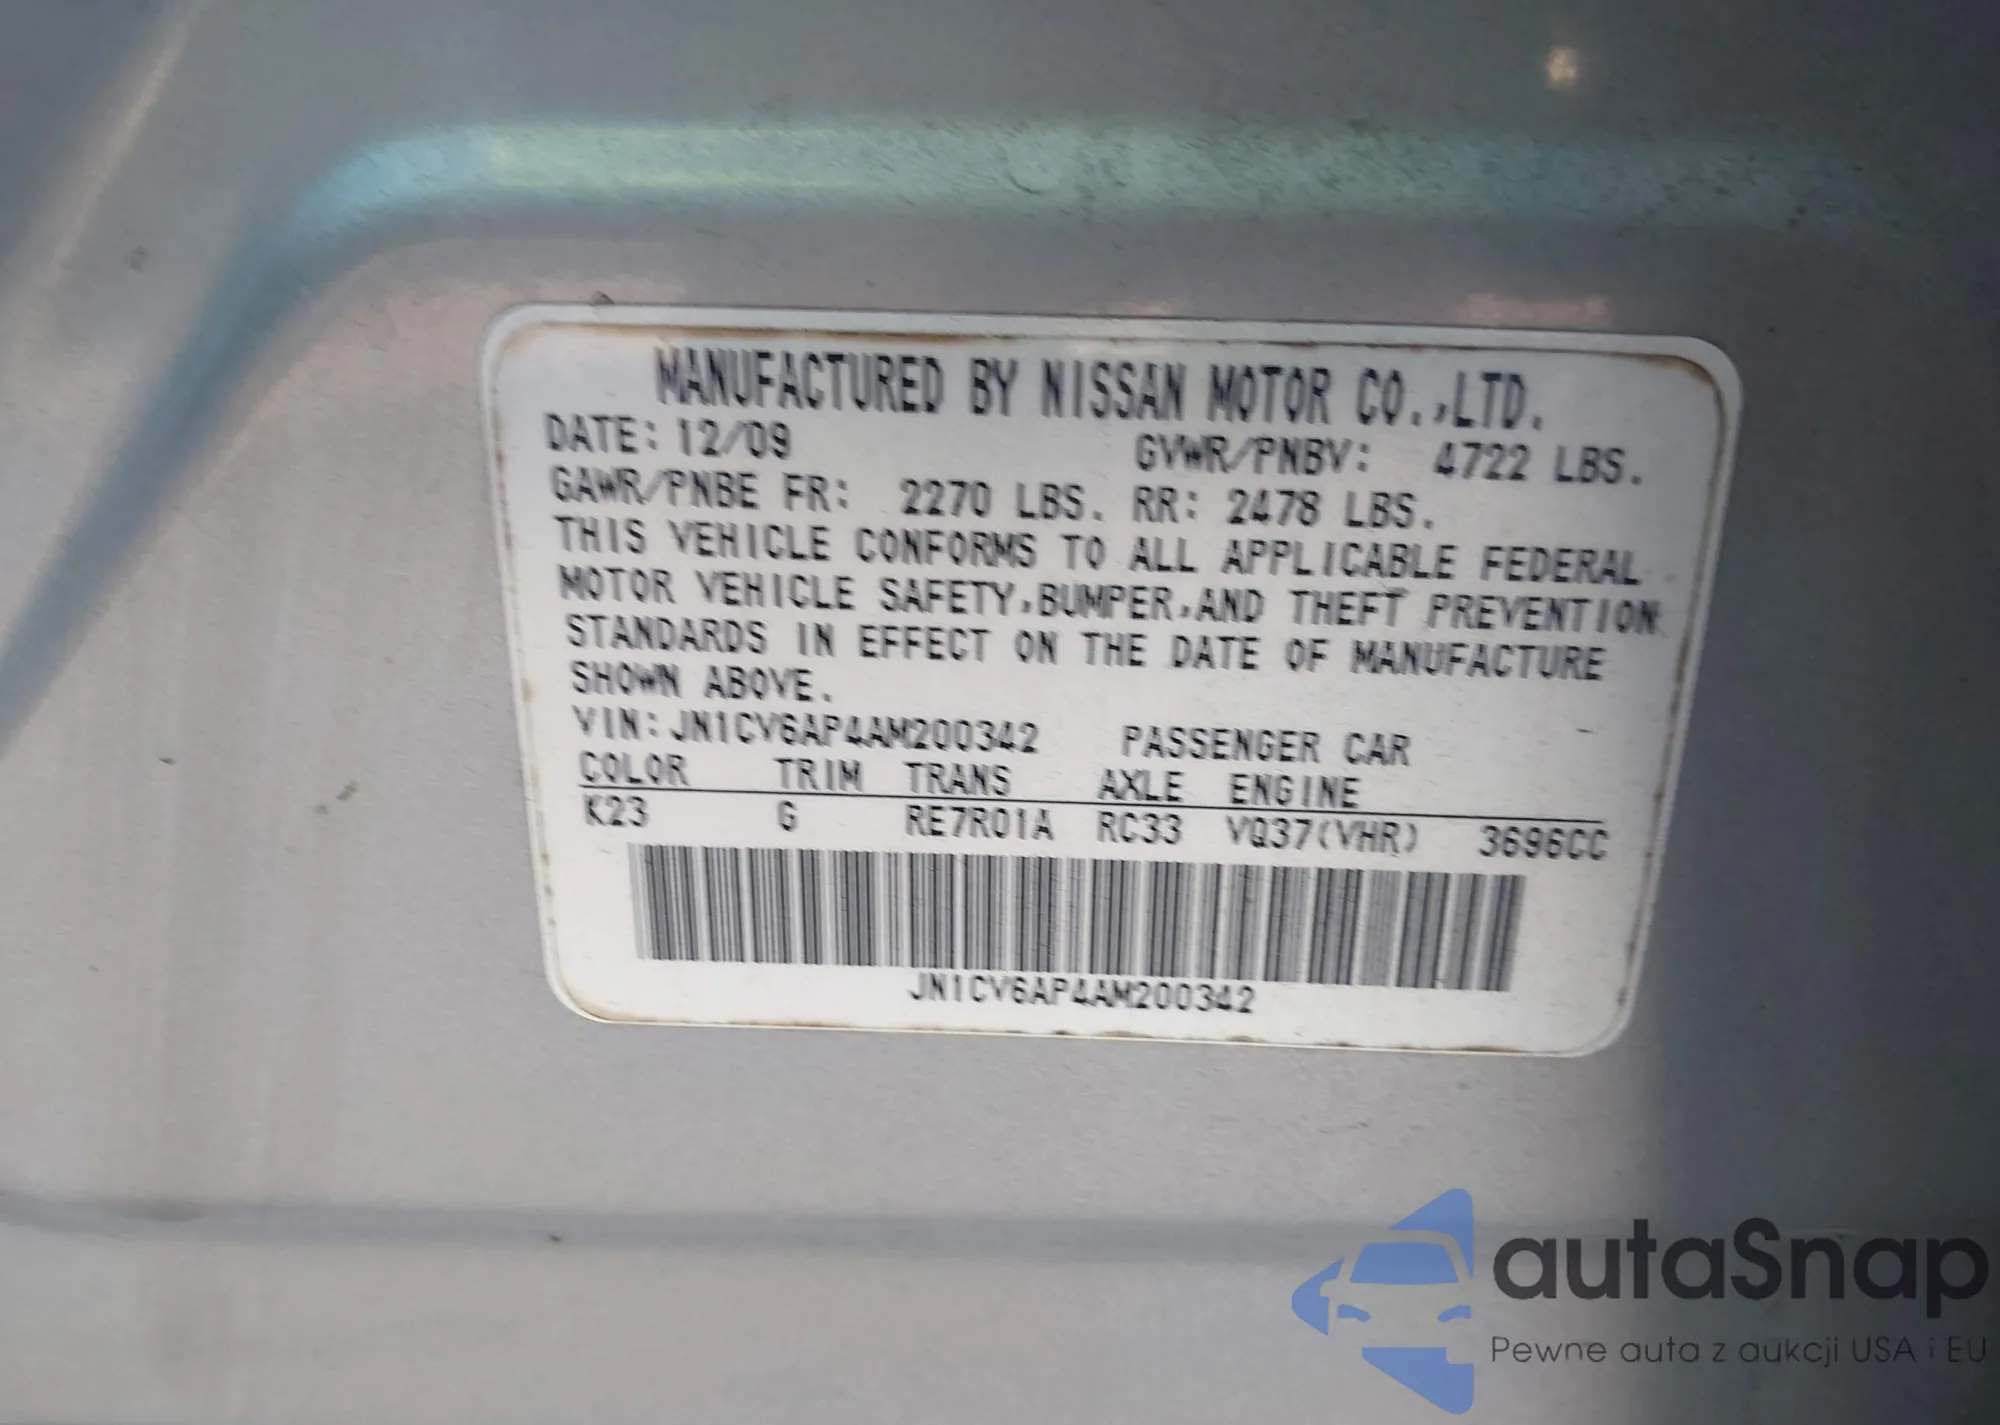 MANUFACTURED BY NISSAN MOTOR CO.,LTD.
DATE: 12/09 GVWR/PNBV: 4722 LBS.
GAWR/PNBE FR: 2270 LBS. RR: 2478 LBS.
THIS VEHICLE CONFORMS TO ALL APPLICABLE FEDERAL
MOTOR VEHICLE SAFETY,BUMPER,AND THEFT PREVENTION
STANDARDS IN EFFECT ON THE DATE OF MANUFACTURE
SHOWN ABOVE.
VIN: JN1CV6AP4AM200342 PASSENGER CAR
COLOR TRIM TRANS AXLE ENGINE
K23 G RE7R01A RC33 VQ37(VHR) 3696CC
JN1CV6AP4AM200342
autoSnap
Pewne auta z aukcji USA i EU